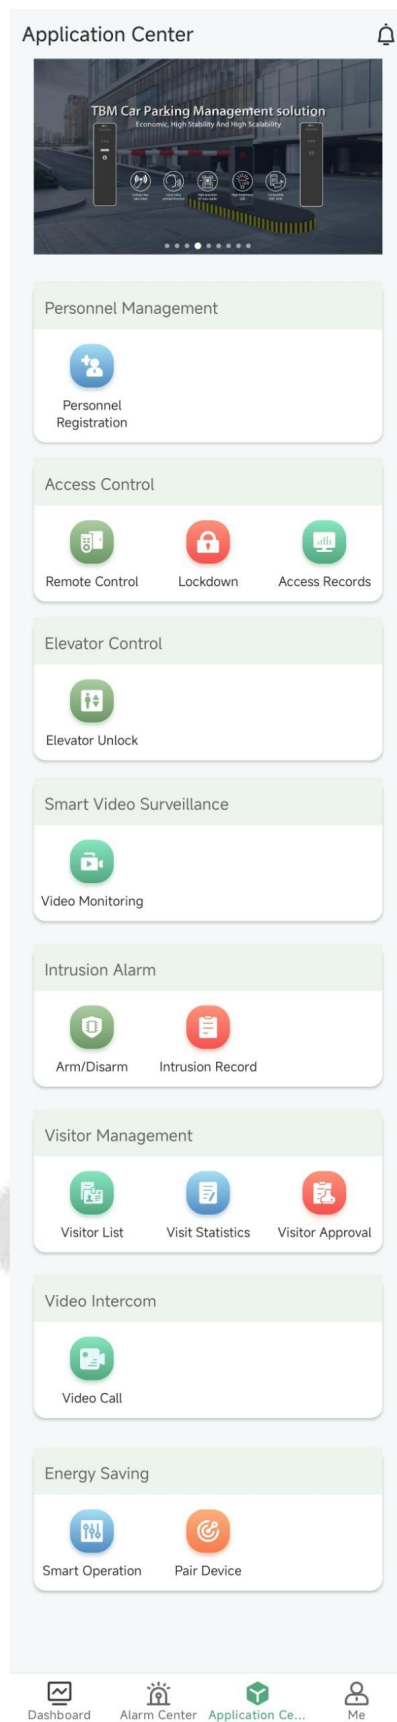 Application Center
TBM Car Parking Management solution
Economic, High Stability And High Scalability
Personnel Management
Personnel
Registration
Access Control
Remote Control
Lockdown
Access Records
Elevator Control
Elevator Unlock
Smart Video Surveillance
Video Monitoring
Intrusion Alarm
Arm/Disarm
Intrusion Record
Visitor Management
Visitor List
Visit Statistics
Visitor Approval
Video Intercom
Video Call
Energy Saving
Smart Operation
Pair Device
Dashboard
Alarm Center
Application Ce...
Me